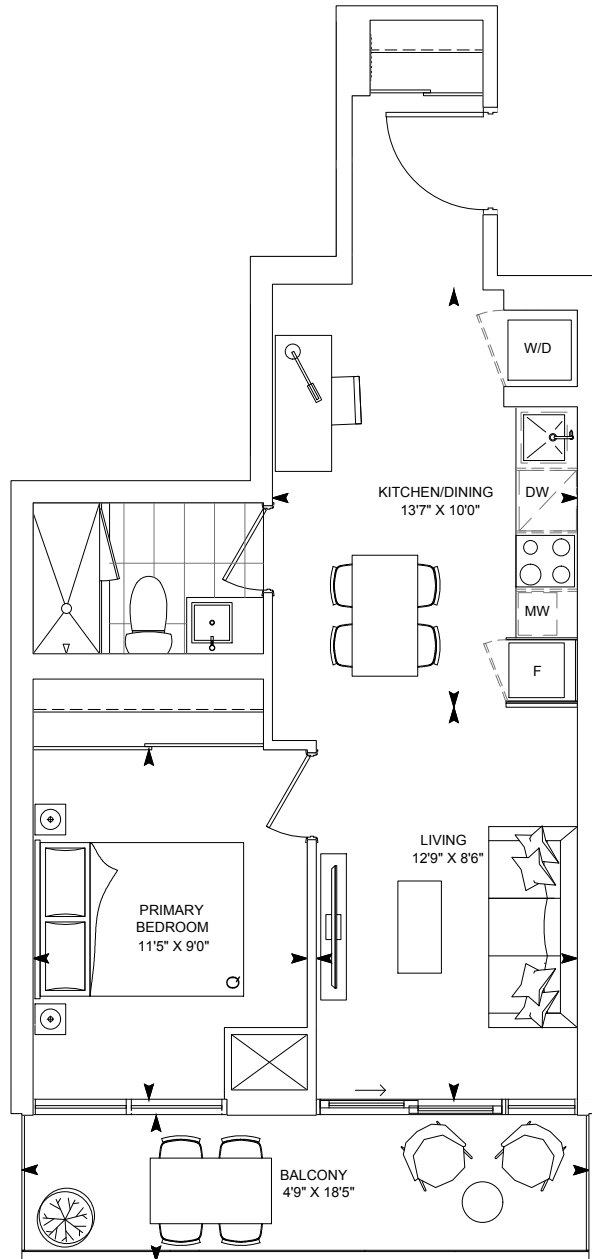 W/D
KITCHEN/DINING
13'7" X 10'0"
DW
MW
F
LIVING
12'9" X 8'6"
PRIMARY
BEDROOM
11'5" X 9'0"
Q
BALCONY
4'9" X 18'5"